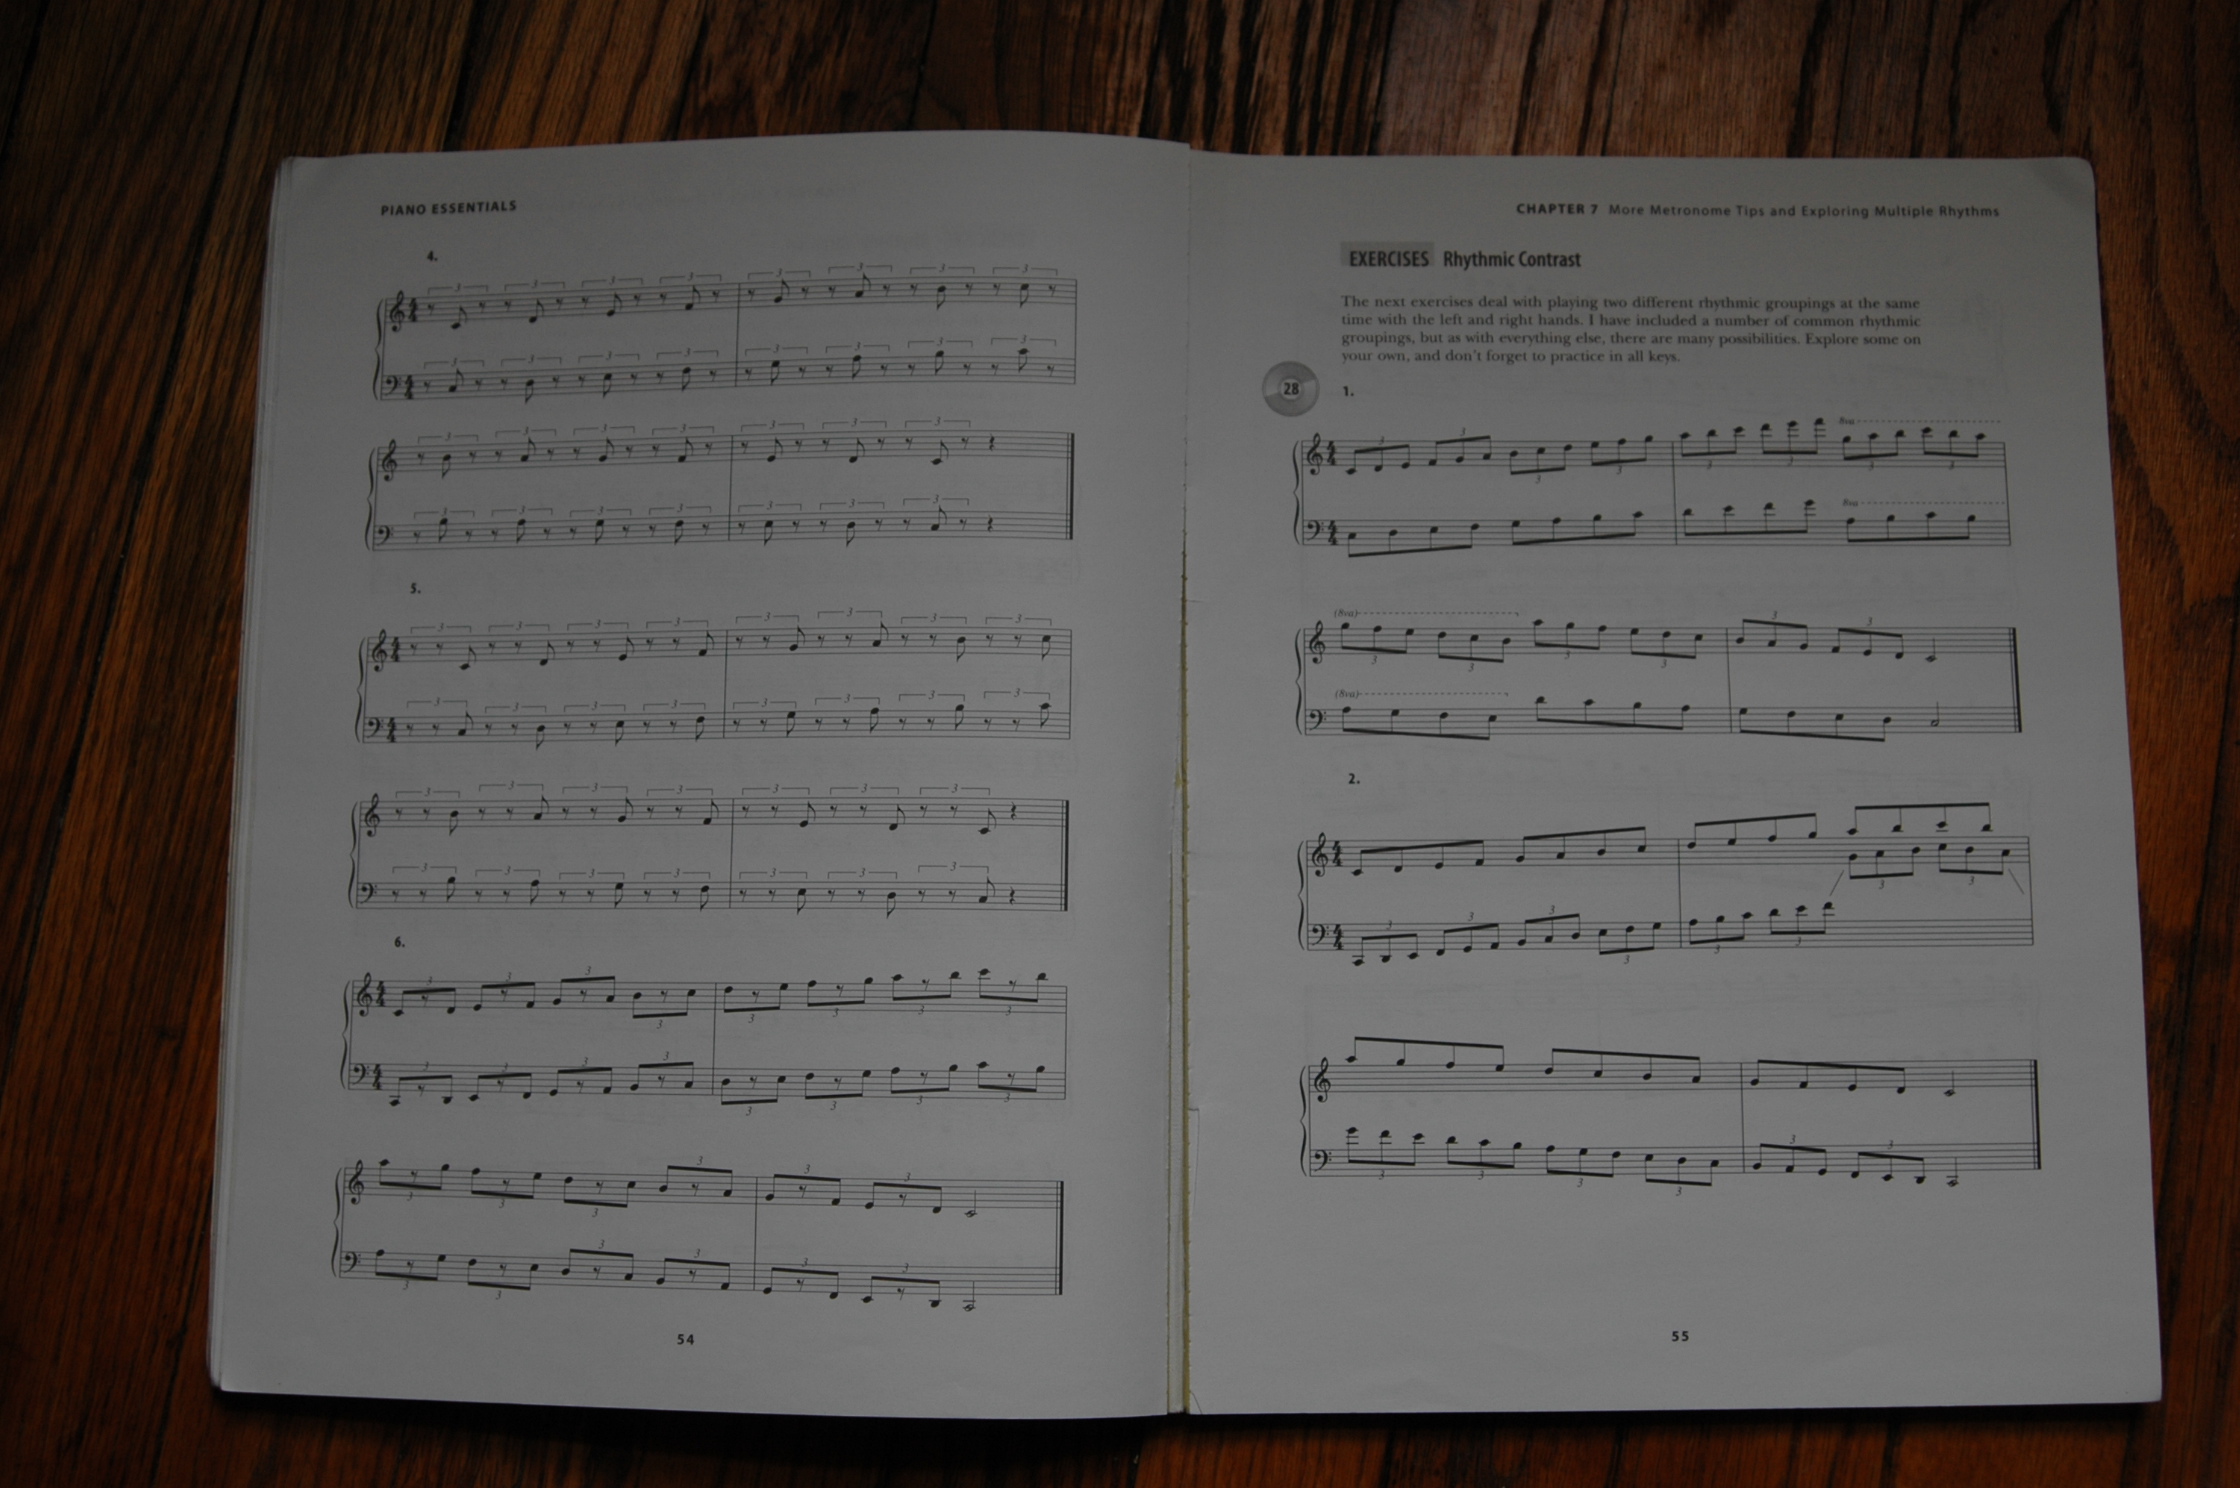 PIANO ESSENTIALS
4.
5.
6.
54
CHAPTER 7 More Metronome Tips and Exploring Multiple Rhythms
EXERCISES Rhythmic Contrast
The next exercises deal with playing two different rhythmic groupings at the same
time with the left and right hands. I have included a number of common rhythmic
groupings, but as with everything else, there are many possibilities. Explore some on
your own, and don't forget to practice in all keys.
28
1.
8va
8va
(8va)
(8va)
2.
55